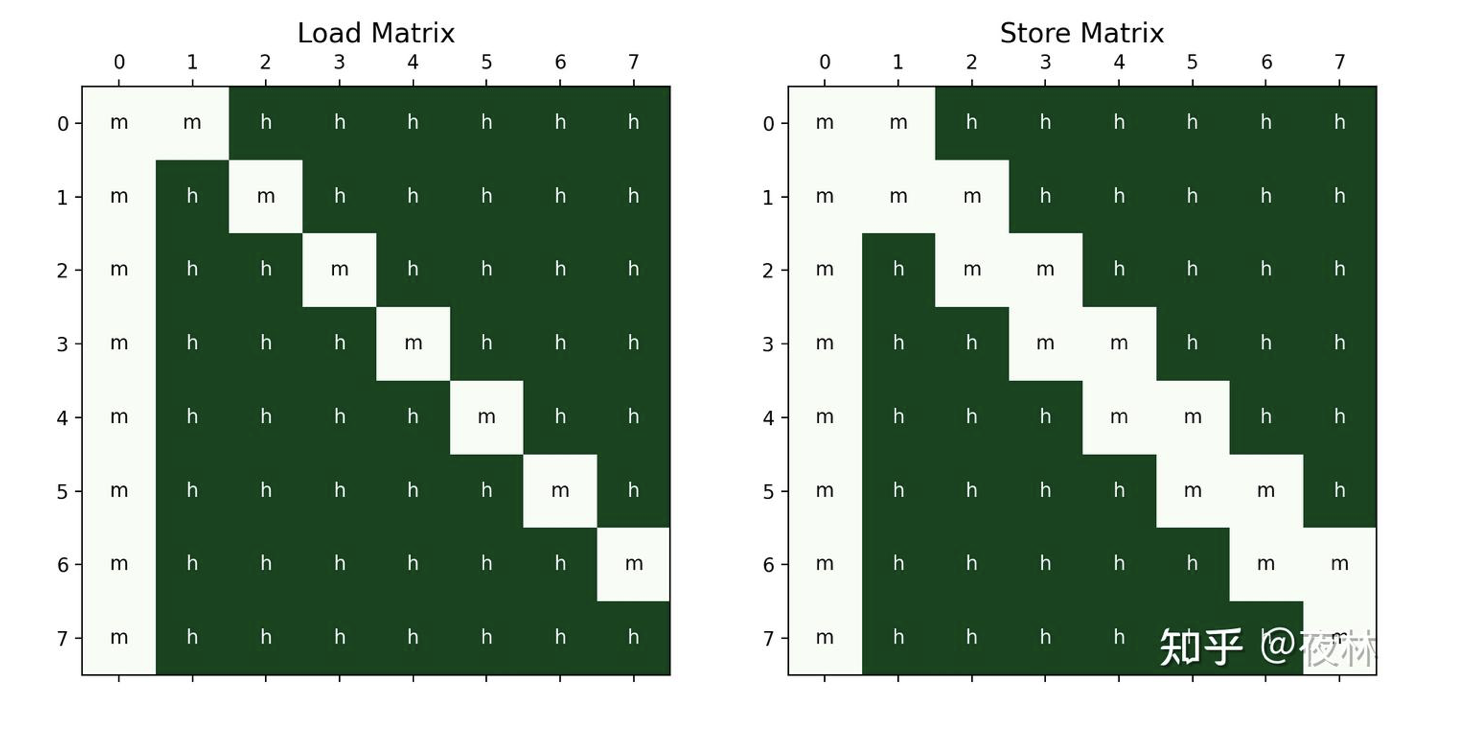 Load Matrix
0 1 2 3 4 5 6 7
0 m m h h h h h h
1 m h m h h h h h
2 m h h m h h h h
3 m h h h m h h h
4 m h h h h m h h
5 m h h h h h m h
6 m h h h h h h m
7 m h h h h h h h
Store Matrix
0 1 2 3 4 5 6 7
0 m m h h h h h h
1 m m m h h h h h
2 m h m m h h h h
3 m h h m m h h h
4 m h h h m m h h
5 m h h h h m m h
6 m h h h h h m m
7 m h h h h h h m
知乎 @夜林